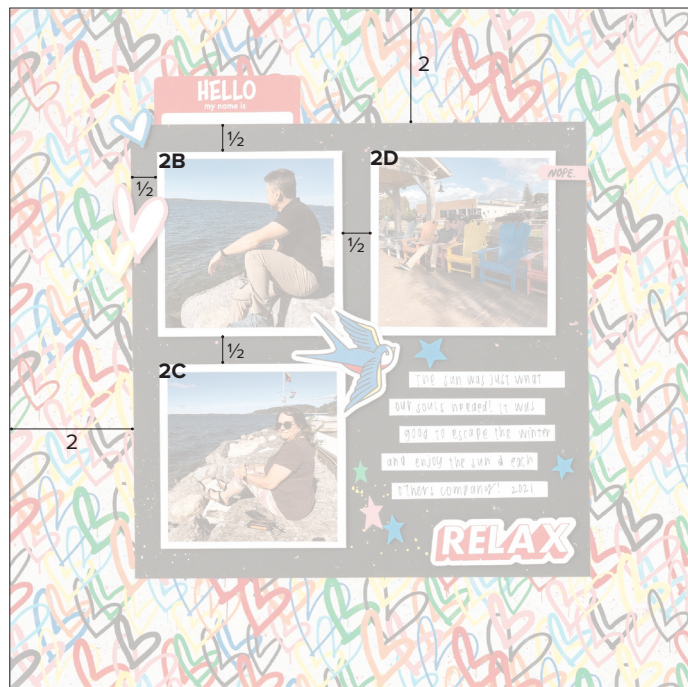 2
HELLO
my name is
½
2B
2D
½
NOPE.
½
½
2C
The sun was just what
our souls needed! It was
good to escape the winter
2
and enjoy the sun & each
others company! 2021
RELAX